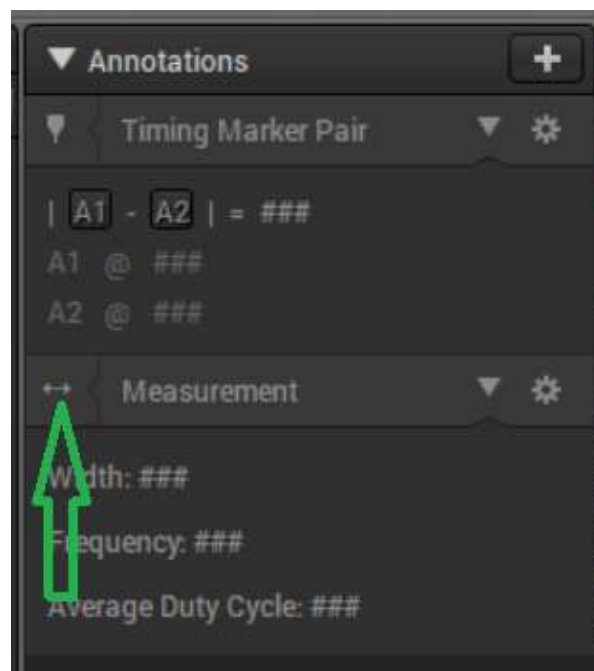 Annotations
Timing Marker Pair
| A1 - A2 | = ###
A1 @ ###
A2 @ ###
Measurement
Width: ###
Frequency: ###
Average Duty Cycle: ###